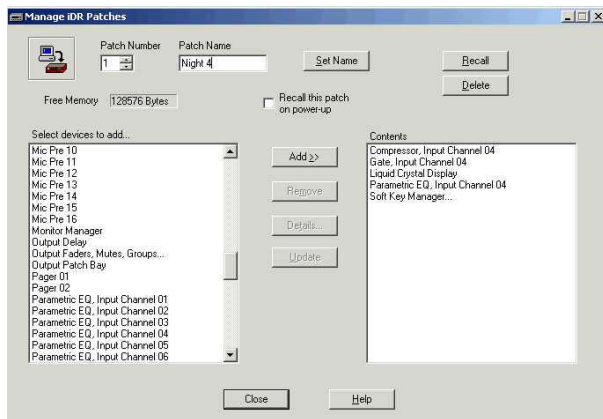 Manage iDR Patches
Patch Number Patch Name
1 Night 4 Set Name Recall
Delete
Free Memory 128576 Bytes Recall this patch
on power-up
Select devices to add...
Mic Pre 10
Mic Pre 11
Mic Pre 12
Mic Pre 13
Mic Pre 14
Mic Pre 15
Mic Pre 16
Monitor Manager
Output Delay
Output Faders, Mutes, Groups...
Output Patch Bay
Pager 01
Pager 02
Parametric EQ, Input Channel 01
Parametric EQ, Input Channel 02
Parametric EQ, Input Channel 03
Parametric EQ, Input Channel 04
Parametric EQ, Input Channel 05
Parametric EQ, Input Channel 06
Add >>
Remove
Details...
Update
Contents
Compressor, Input Channel 04
Gate, Input Channel 04
Liquid Crystal Display
Parametric EQ, Input Channel 04
Soft Key Manager...
Close Help